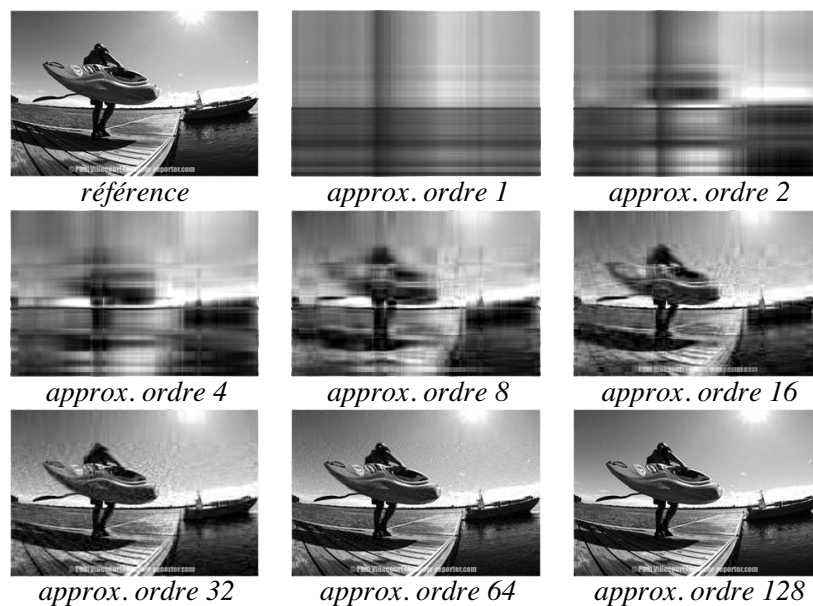 référence
approx. ordre 1
approx. ordre 2
approx. ordre 4
approx. ordre 8
approx. ordre 16
approx. ordre 32
approx. ordre 64
approx. ordre 128